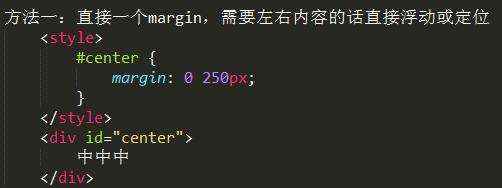 方法一：直接一个margin，需要左右内容的话直接浮动或定位
<style>
#center {
margin: 0 250px;
}
</style>
<div id="center">
中中中
</div>